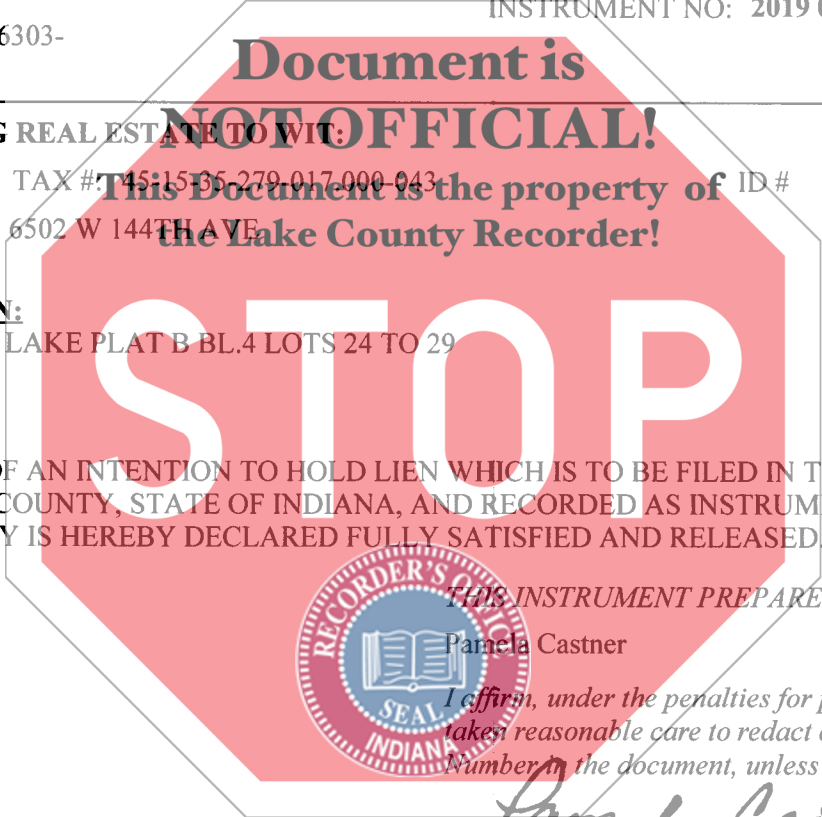 INSTRUMENT NO: 2019 0
6303-
Document is
NOT OFFICIAL!
G REAL ESTATE TO WIT:
TAX #: 45-15-35-279-017.000-043 ID #
This Document is the property of
6502 W 144TH AVE
the Lake County Recorder!
N:
LAKE PLAT B BL.4 LOTS 24 TO 29
STOP
OF AN INTENTION TO HOLD LIEN WHICH IS TO BE FILED IN T
COUNTY, STATE OF INDIANA, AND RECORDED AS INSTRUM
Y IS HEREBY DECLARED FULLY SATISFIED AND RELEASED.
RECORDER'S OFFICE
SEAL
INDIANA
THIS INSTRUMENT PREPARE
Pamela Castner
I affirm, under the penalties for p
taken reasonable care to redact
Number in the document, unless